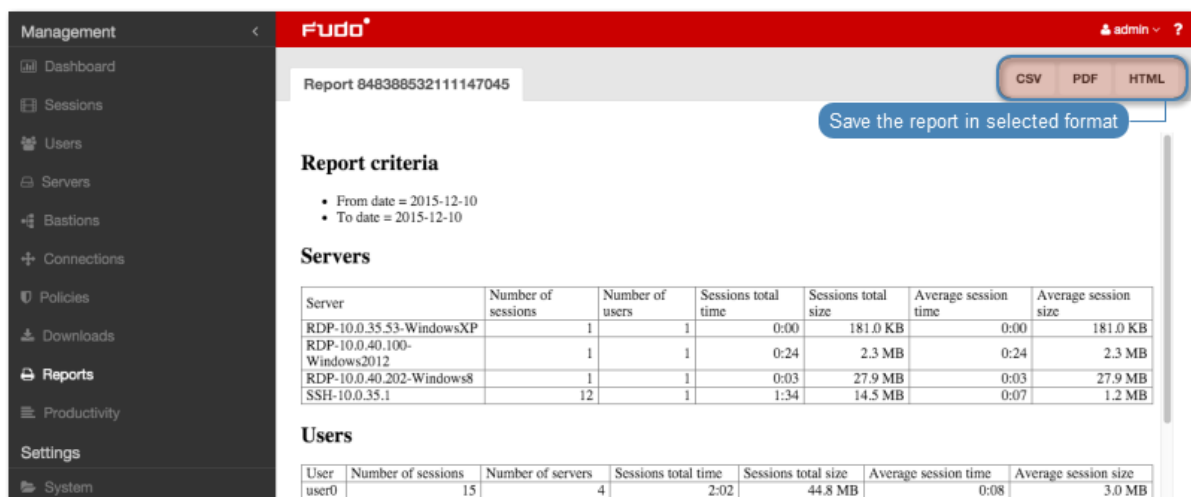 Management <
FUDO
admin ?
Dashboard
Sessions
Users
Servers
Bastions
Connections
Policies
Downloads
Reports
Productivity
Settings
System
Report 848388532111147045
CSV PDF HTML
Save the report in selected format
Report criteria
• From date = 2015-12-10
• To date = 2015-12-10
Servers
Server Number of sessions Number of users Sessions total time Sessions total size Average session time Average session size
RDP-10.0.35.53-WindowsXP 1 1 0:00 181.0 KB 0:00 181.0 KB
RDP-10.0.40.100-Windows2012 1 1 0:24 2.3 MB 0:24 2.3 MB
RDP-10.0.40.202-Windows8 1 1 0:03 27.9 MB 0:03 27.9 MB
SSH-10.0.35.1 12 1 1:34 14.5 MB 0:07 1.2 MB
Users
User Number of sessions Number of servers Sessions total time Sessions total size Average session time Average session size
user0 15 4 2:02 44.8 MB 0:08 3.0 MB